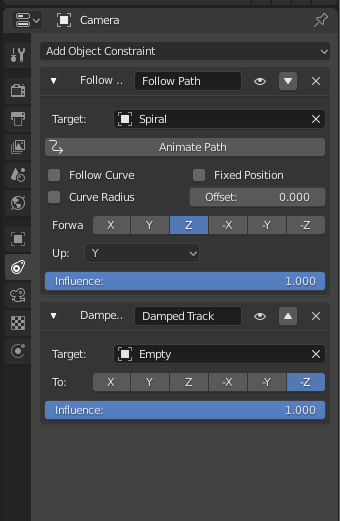 Camera
Add Object Constraint
Follow .. Follow Path
Target: Spiral
Animate Path
Follow Curve Fixed Position
Curve Radius Offset: 0.000
Forwa X Y Z -X -Y -Z
Up: Y
Influence: 1.000
Dampe.. Damped Track
Target: Empty
To: X Y Z -X -Y -Z
Influence: 1.000